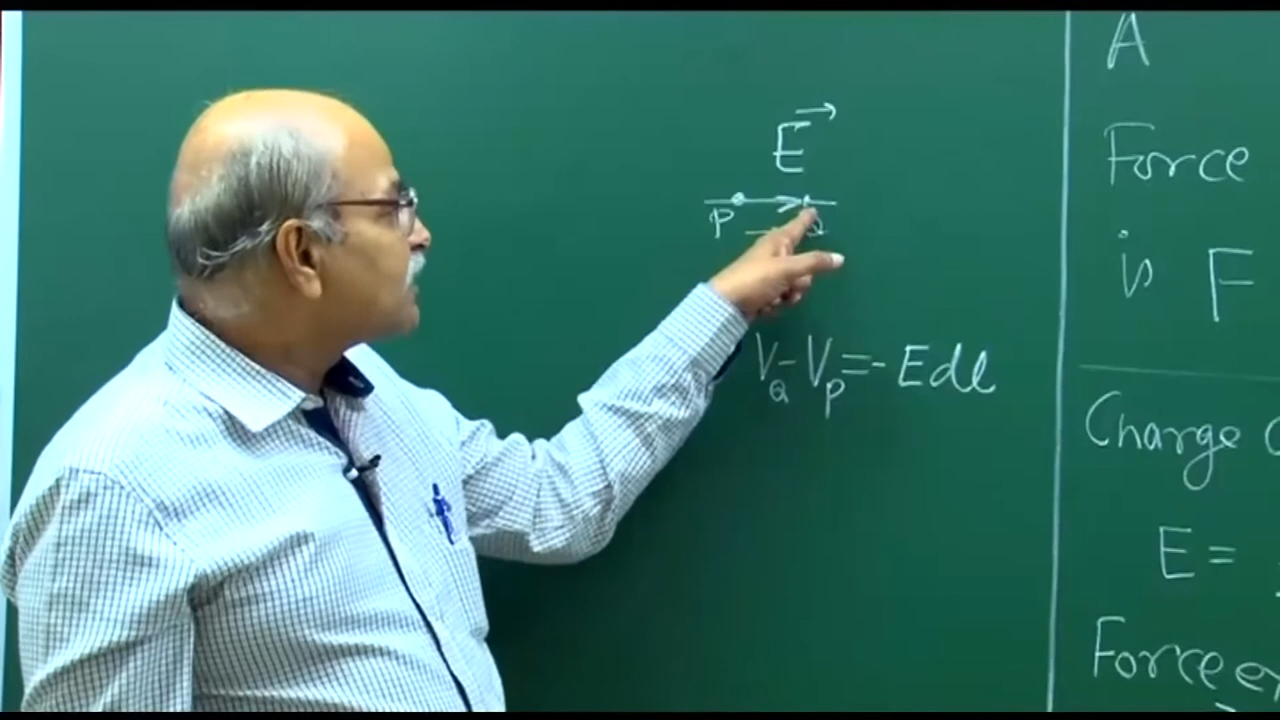 E
P Q
V_Q - V_P = - Edl
A
Force
is F
Charge
E =
Force